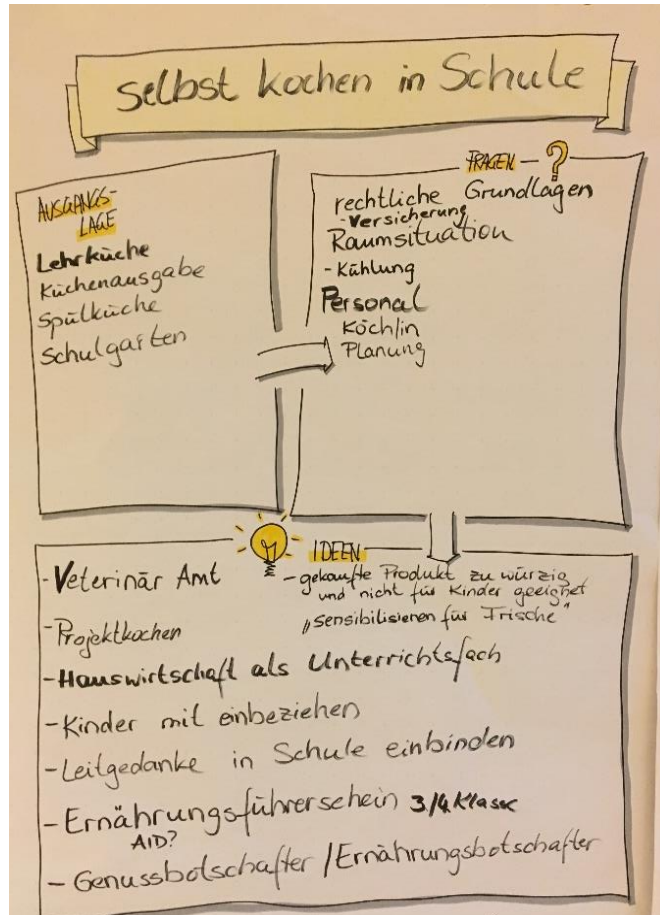 selbst kochen in Schule
AUSGANGS-
LAGE
Lehrküche
Küchenausgabe
Spülküche
Schulgarten
FRAGEN - ?
rechtliche Grundlagen
- Versicherung
Raumsituation
- Kühlung
Personal
Köch/in
Planung
IDEEN
- Veterinär Amt
- gekaufte Produkt zu würzig
und nicht für Kinder geeignet
"sensibilisieren für Frische"
- Projektkochen
- Hauswirtschaft als Unterrichtsfach
- Kinder mit einbeziehen
- Leitgedanke in Schule einbinden
- Ernährungsführerschein 3/4 Klasse
AID?
- Genussbotschafter / Ernährungsbotschafter